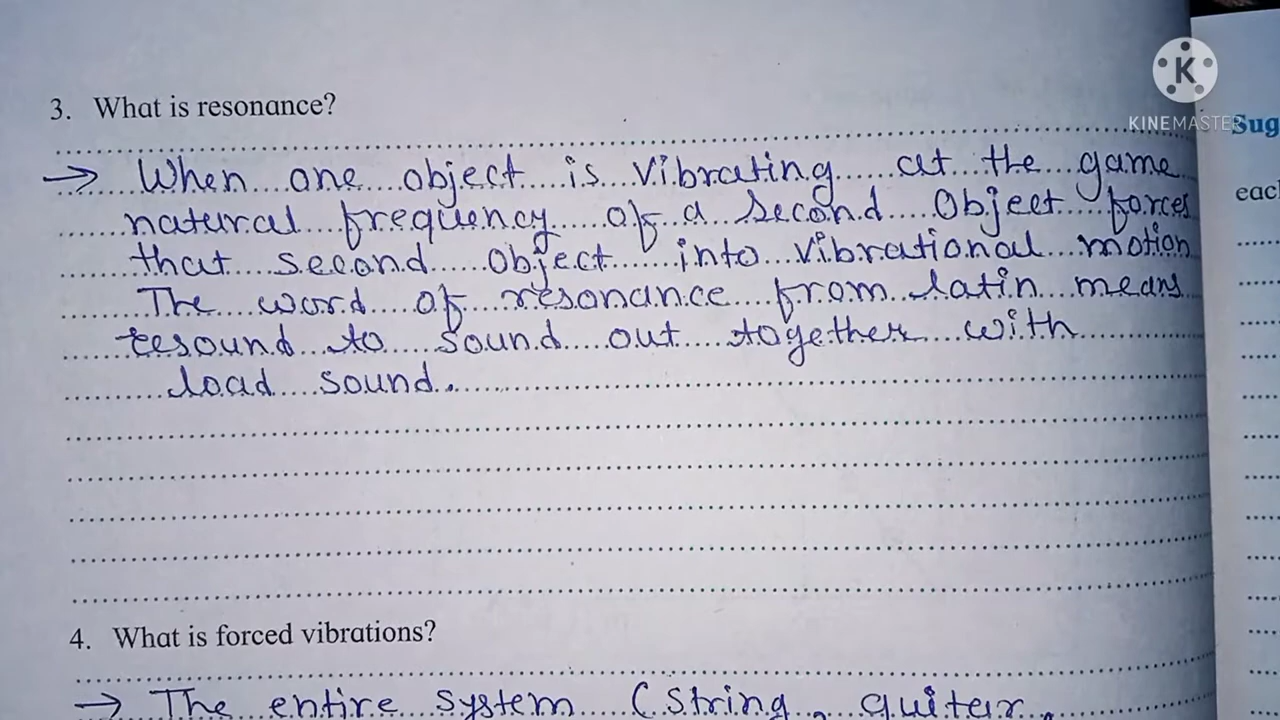 K
KINEMASTER
3. What is resonance?
Sug
→ When one object is vibrating at the game
natural frequency of a second object forces
that second object into vibrational motion
The word of resonance from latin means
resound to sound out together with
load sound.
eac
4. What is forced vibrations?
→ The entire system (string, guiter,